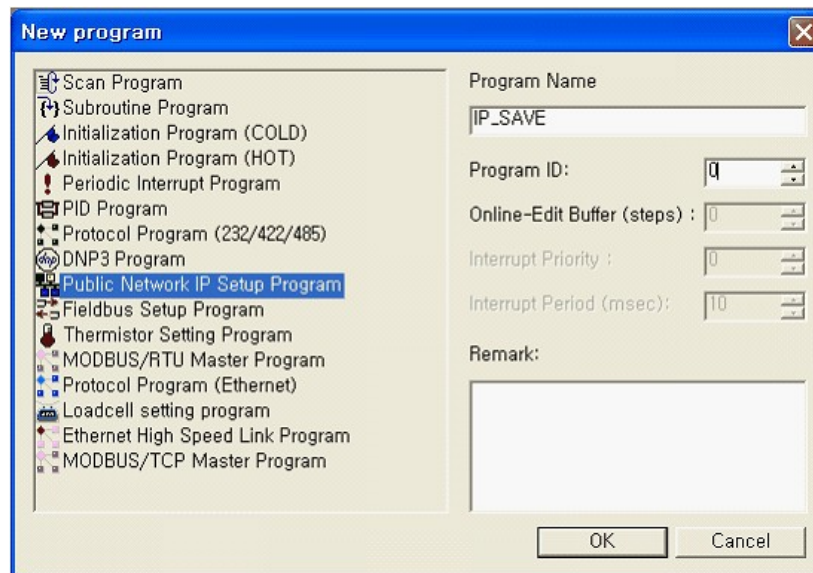 New program
Scan Program
Subroutine Program
Initialization Program (COLD)
Initialization Program (HOT)
Periodic Interrupt Program
PID Program
Protocol Program (232/422/485)
dnp DNP3 Program
Public Network IP Setup Program
Fieldbus Setup Program
Thermistor Setting Program
MODBUS/RTU Master Program
Protocol Program (Ethernet)
Loadcell setting program
Ethernet High Speed Link Program
MODBUS/TCP Master Program
Program Name
IP_SAVE
Program ID: 0
Online-Edit Buffer (steps) : 0
Interrupt Priority : 0
Interrupt Period (msec): 10
Remark:
OK Cancel